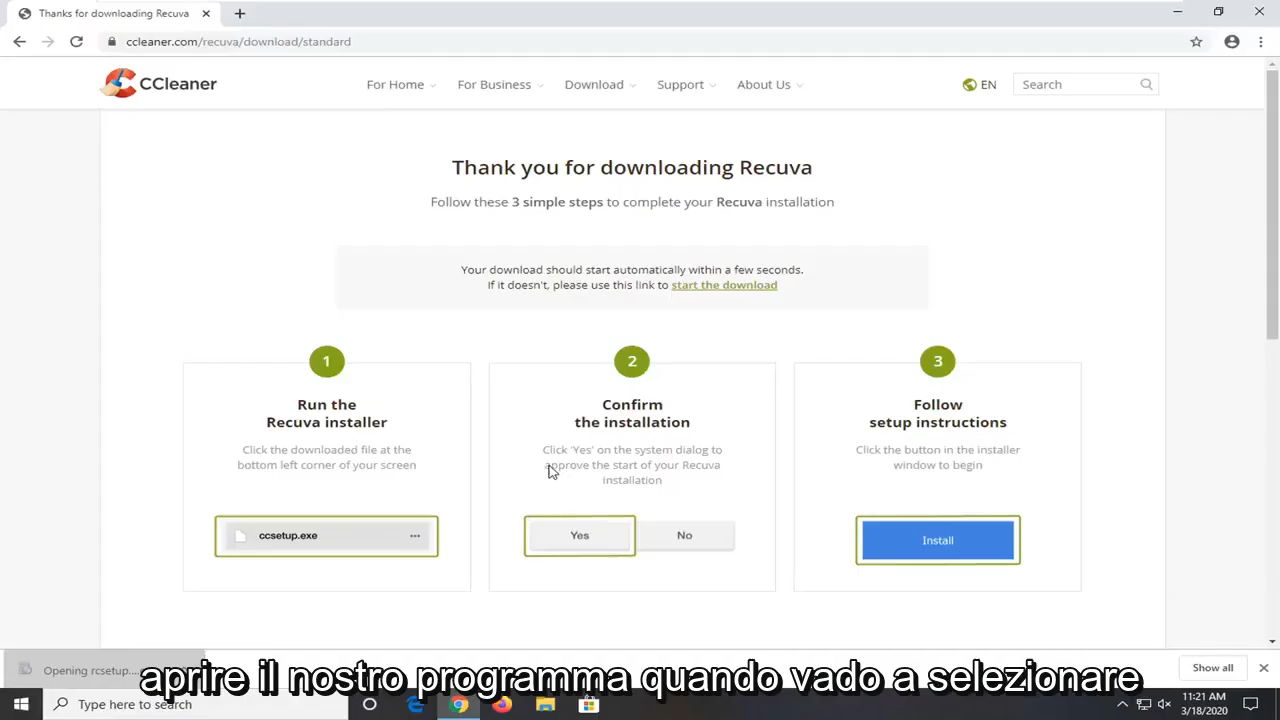 Thanks for downloading Recuva
ccleaner.com/recuva/download/standard
CCleaner
For Home
For Business
Download
Support
About Us
EN
Search
Thank you for downloading Recuva
Follow these 3 simple steps to complete your Recuva installation
Your download should start automatically within a few seconds.
If it doesn't, please use this link to start the download
1
Run the
Recuva installer
Click the downloaded file at the
bottom left corner of your screen
ccsetup.exe
2
Confirm
the installation
Click 'Yes' on the system dialog to
approve the start of your Recuva
installation
Yes
No
3
Follow
setup instructions
Click the button in the installer
window to begin
Install
Opening rcsetup....
Show all
aprire il nostro programma quando vado a selezionare
Type here to search
11:21 AM
3/18/2020